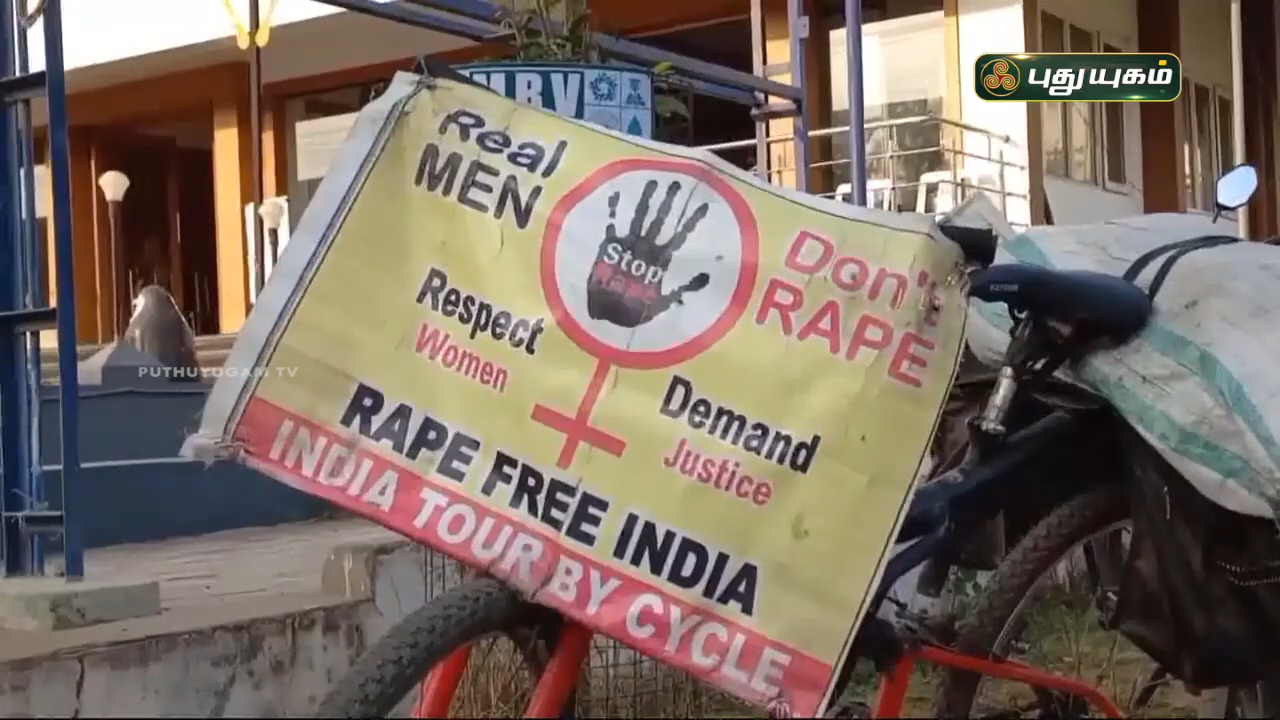 புதுயுகம்
URV
Real
MEN
Stop
RAPE
Don't
RAPE
Respect
Women
Demand
Justice
RAPE FREE INDIA
INDIA TOUR BY CYCLE
PUTHUYUGAM TV